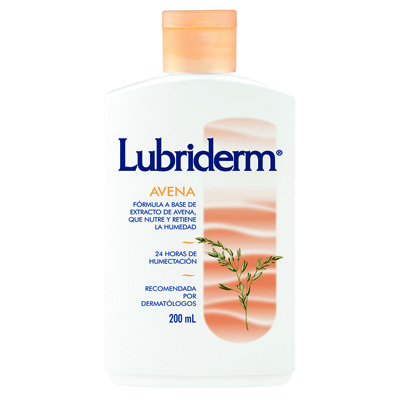 Lubriderm®
AVENA
FÓRMULA A BASE DE
EXTRACTO DE AVENA,
QUE NUTRE Y RETIENE
LA HUMEDAD
24 HORAS DE
HUMECTACIÓN
RECOMENDADA
POR
DERMATÓLOGOS
200 mL